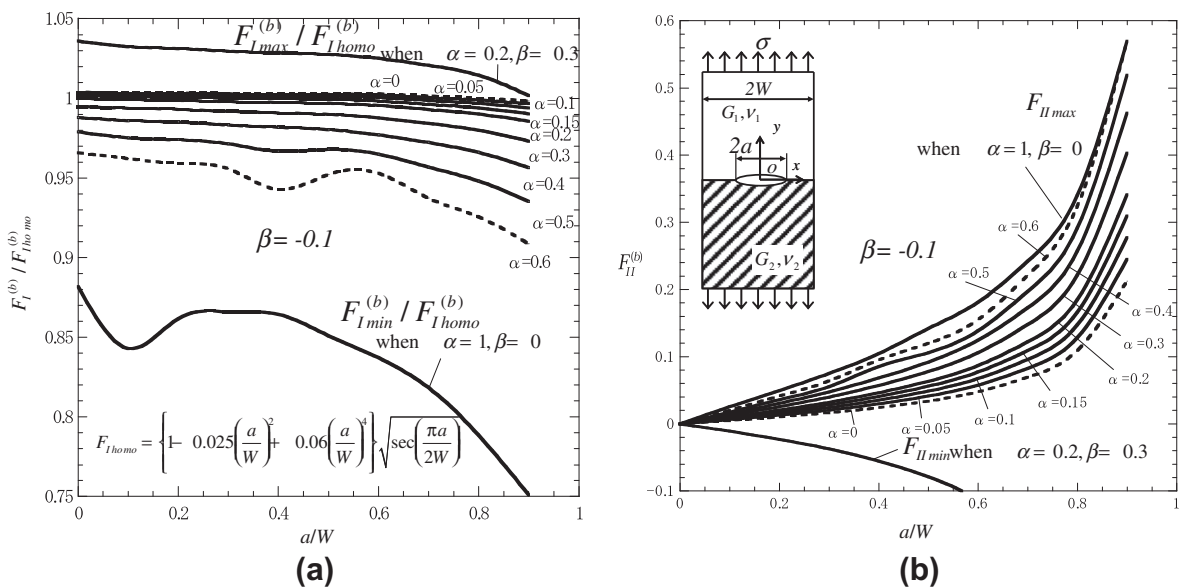 F_{I max}^{(b)} / F_{I homo}^{(b)} when α= 0.2, β= 0.3
α=0
α=0.05
α=0.1
α=0.15
α=0.2
α=0.3
α=0.4
α=0.5
α=0.6
β= -0.1
F_{I min}^{(b)} / F_{I homo}^{(b)}
when α= 1, β= 0
F_{I homo} = {1− 0.025(a/W)^2 + 0.06(a/W)^4} √sec(πa/2W)
F_I^{(b)} / F_{I homo}^{(b)}
1.05
1
0.95
0.9
0.85
0.8
0.75
0 0.2 0.4 0.6 0.8 1
a/W
(a)
σ
2W
G_1, ν_1
y
2a
O x
G_2, ν_2
F_{II max}
when α= 1, β= 0
β= -0.1
α=0.6
α=0.5
α=0.4
α=0.3
α=0.2
α=0.15
α=0.1
α=0.05
α=0
F_{II min} when α= 0.2, β= 0.3
F_{II}^{(b)}
0.6
0.5
0.4
0.3
0.2
0.1
0
−0.1
0 0.2 0.4 0.6 0.8 1
a/W
(b)